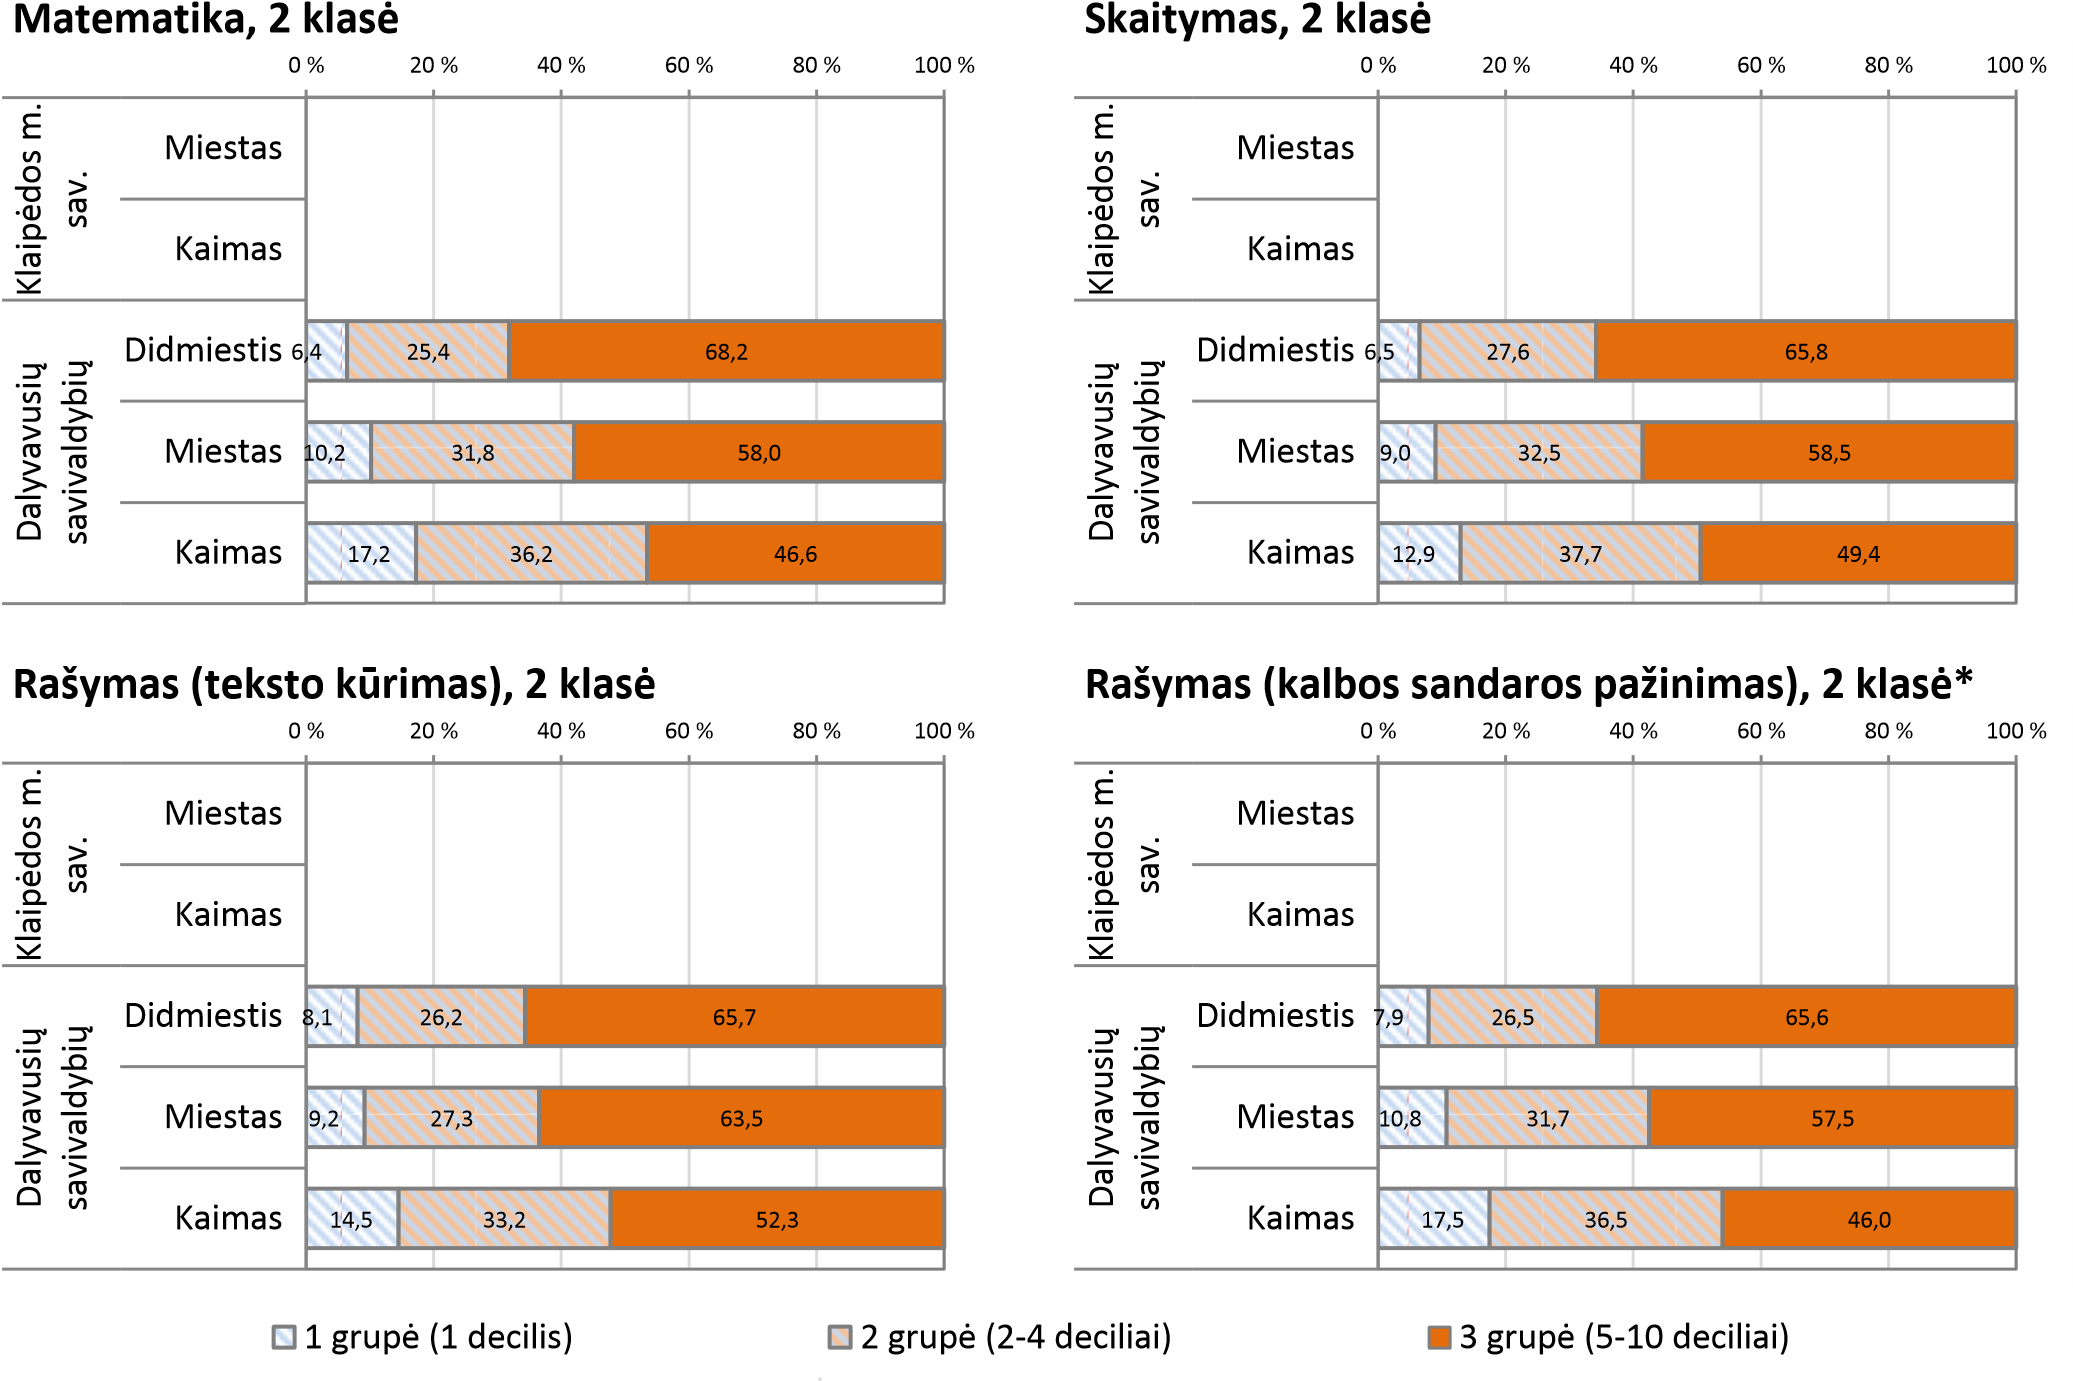 Matematika, 2 klasė
0 % 20 % 40 % 60 % 80 % 100 %
Klaipėdos m.
sav.
Miestas
Kaimas
Dalyvavusių
savivaldybių
Didmiestis 6,4 25,4 68,2
Miestas 10,2 31,8 58,0
Kaimas 17,2 36,2 46,6
Skaitymas, 2 klasė
0 % 20 % 40 % 60 % 80 % 100 %
Klaipėdos m.
sav.
Miestas
Kaimas
Dalyvavusių
savivaldybių
Didmiestis 6,5 27,6 65,8
Miestas 9,0 32,5 58,5
Kaimas 12,9 37,7 49,4
Rašymas (teksto kūrimas), 2 klasė
0 % 20 % 40 % 60 % 80 % 100 %
Klaipėdos m.
sav.
Miestas
Kaimas
Dalyvavusių
savivaldybių
Didmiestis 8,1 26,2 65,7
Miestas 9,2 27,3 63,5
Kaimas 14,5 33,2 52,3
Rašymas (kalbos sandaros pažinimas), 2 klasė*
0 % 20 % 40 % 60 % 80 % 100 %
Klaipėdos m.
sav.
Miestas
Kaimas
Dalyvavusių
savivaldybių
Didmiestis 7,9 26,5 65,6
Miestas 10,8 31,7 57,5
Kaimas 17,5 36,5 46,0
1 grupė (1 decilis) 2 grupė (2-4 deciliai) 3 grupė (5-10 deciliai)